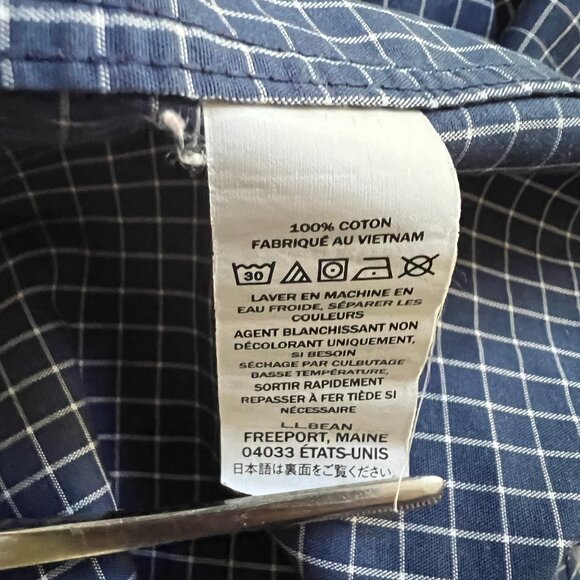 100% COTON
FABRIQUÉ AU VIETNAM
30
LAVER EN MACHINE EN
EAU FROIDE, SÉPARER LES
COULEURS
AGENT BLANCHISSANT NON
DÉCOLORANT UNIQUEMENT,
SI BESOIN
SÉCHAGE PAR CULBUTAGE
BASSE TEMPÉRATURE,
SORTIR RAPIDEMENT
REPASSER À FER TIÈDE SI
NÉCESSAIRE
L.L.BEAN
FREEPORT, MAINE
04033 ÉTATS-UNIS
日本語は裏面をご覧ください